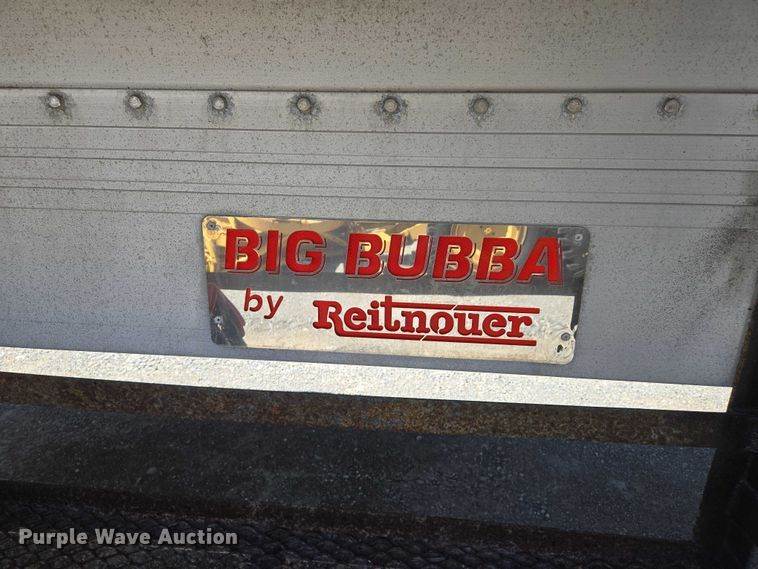 BIG BUBBA
by Reitnouer
Purple Wave Auction